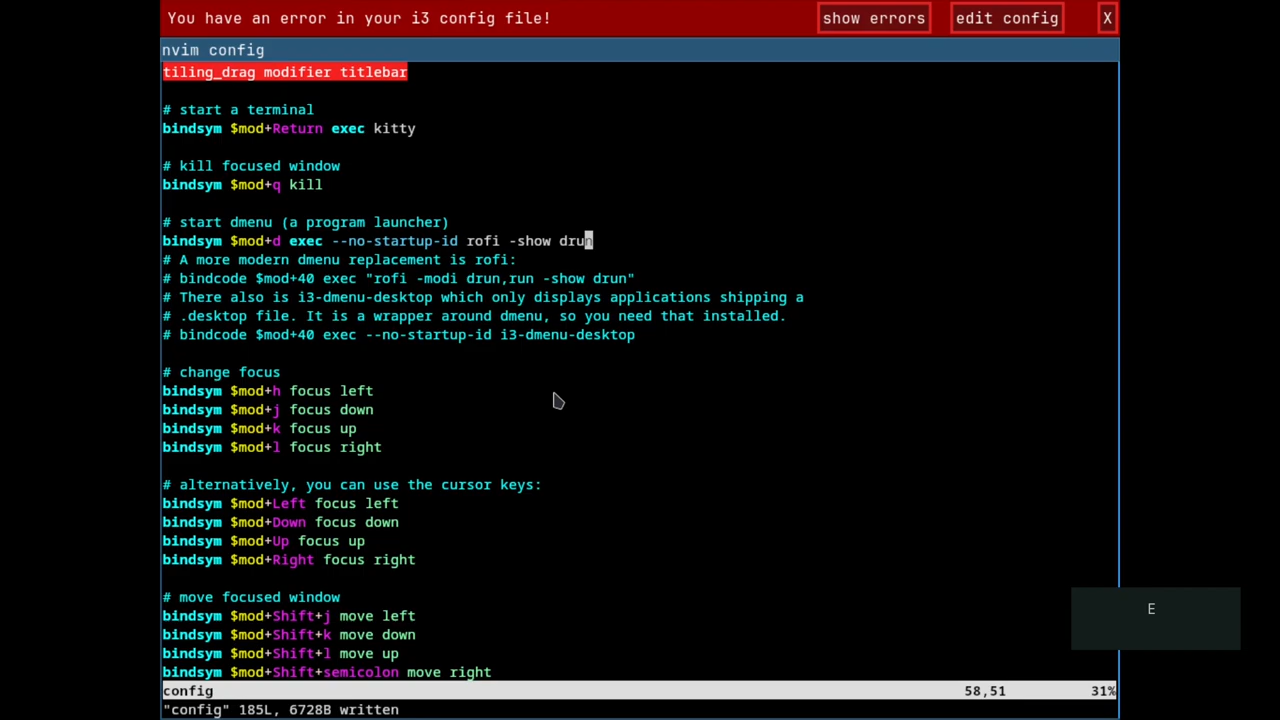 You have an error in your i3 config file!
show errors
edit config
X
nvim config
tiling_drag modifier titlebar
# start a terminal
bindsym $mod+Return exec kitty
# kill focused window
bindsym $mod+q kill
# start dmenu (a program launcher)
bindsym $mod+d exec --no-startup-id rofi -show drun
# A more modern dmenu replacement is rofi:
# bindcode $mod+40 exec "rofi -modi drun,run -show drun"
# There also is i3-dmenu-desktop which only displays applications shipping a
# .desktop file. It is a wrapper around dmenu, so you need that installed.
# bindcode $mod+40 exec --no-startup-id i3-dmenu-desktop
# change focus
bindsym $mod+h focus left
bindsym $mod+j focus down
bindsym $mod+k focus up
bindsym $mod+l focus right
# alternatively, you can use the cursor keys:
bindsym $mod+Left focus left
bindsym $mod+Down focus down
bindsym $mod+Up focus up
bindsym $mod+Right focus right
# move focused window
bindsym $mod+Shift+j move left
bindsym $mod+Shift+k move down
bindsym $mod+Shift+l move up
bindsym $mod+Shift+semicolon move right
E
config 58,51 31%
"config" 185L, 6728B written